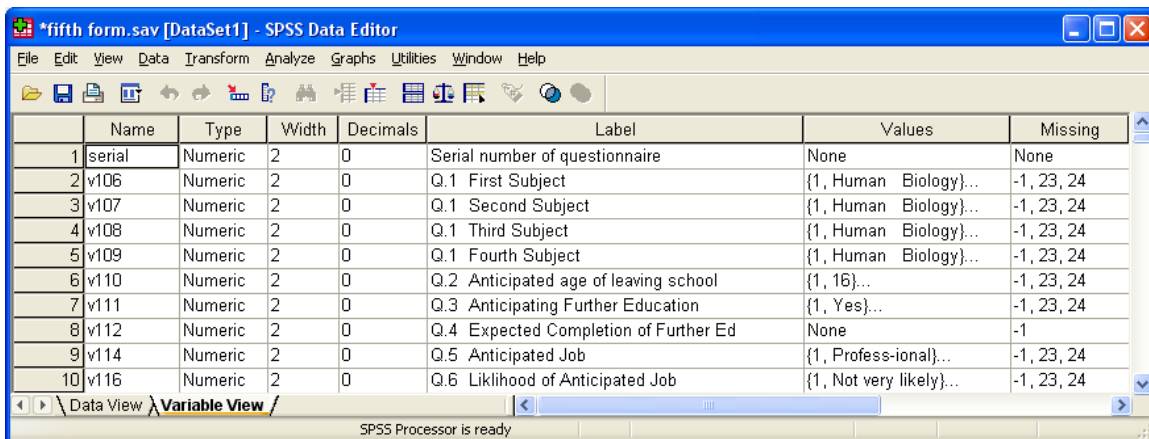 *fifth form.sav [DataSet1] - SPSS Data Editor
File Edit View Data Transform Analyze Graphs Utilities Window Help
Name Type Width Decimals Label Values Missing
1 serial Numeric 2 0 Serial number of questionnaire None None
2 v106 Numeric 2 0 Q.1 First Subject {1, Human Biology}... -1, 23, 24
3 v107 Numeric 2 0 Q.1 Second Subject {1, Human Biology}... -1, 23, 24
4 v108 Numeric 2 0 Q.1 Third Subject {1, Human Biology}... -1, 23, 24
5 v109 Numeric 2 0 Q.1 Fourth Subject {1, Human Biology}... -1, 23, 24
6 v110 Numeric 2 0 Q.2 Anticipated age of leaving school {1, 16}... -1, 23, 24
7 v111 Numeric 2 0 Q.3 Anticipating Further Education {1, Yes}... -1, 23, 24
8 v112 Numeric 2 0 Q.4 Expected Completion of Further Ed None -1
9 v114 Numeric 2 0 Q.5 Anticipated Job {1, Profess-ional}... -1, 23, 24
10 v116 Numeric 2 0 Q.6 Liklihood of Anticipated Job {1, Not very likely}... -1, 23, 24
Data View Variable View
SPSS Processor is ready